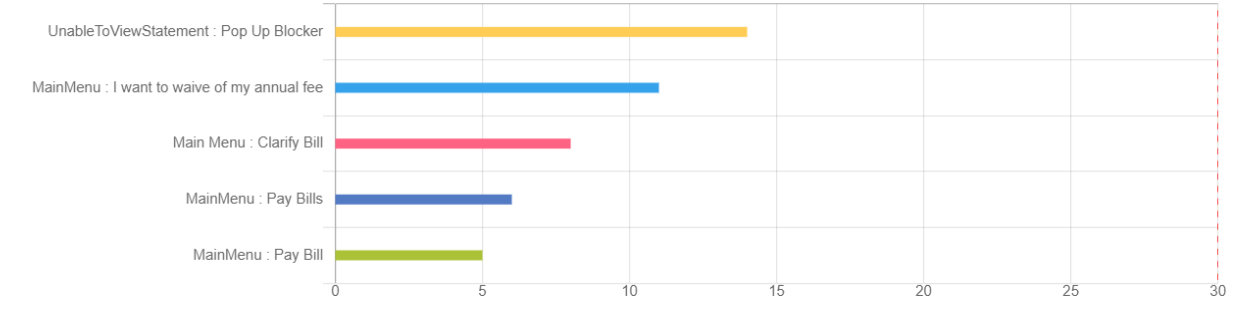 UnableToViewStatement : Pop Up Blocker
MainMenu : I want to waive of my annual fee
Main Menu : Clarify Bill
MainMenu : Pay Bills
MainMenu : Pay Bill
0 5 10 15 20 25 30